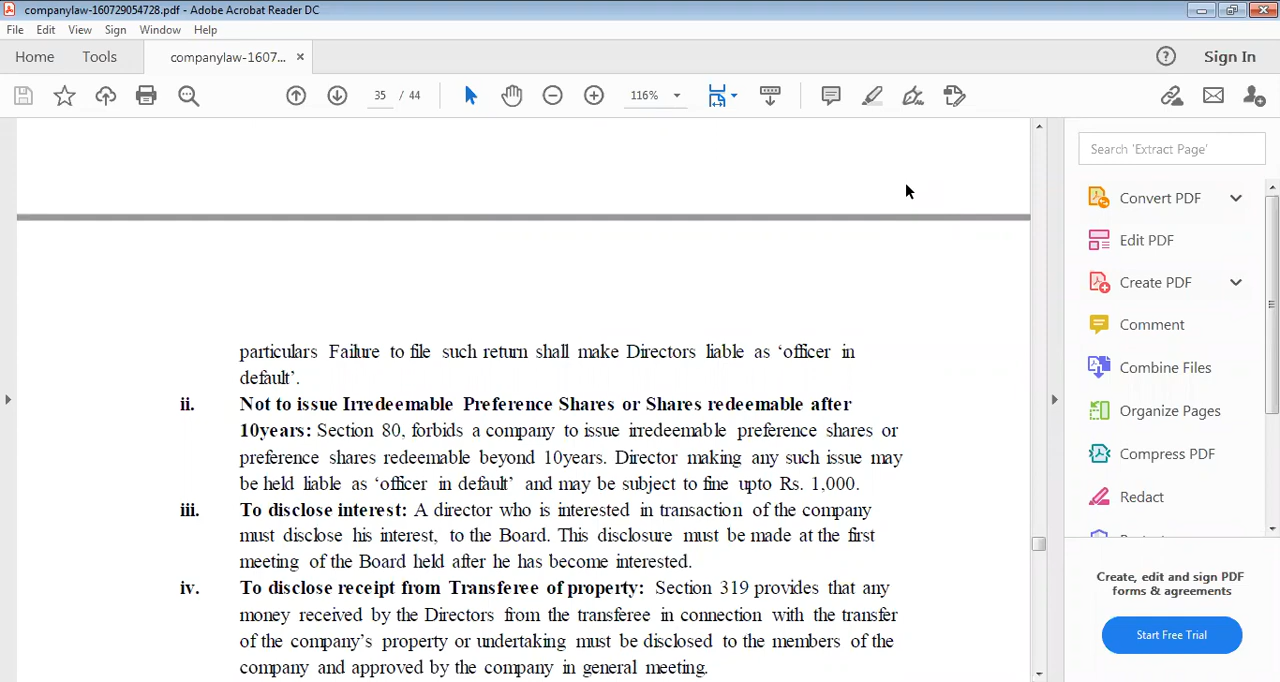 companylaw-160729054728.pdf - Adobe Acrobat Reader DC
File Edit View Sign Window Help
Home Tools companylaw-1607... × Sign In
35 / 44 116%
particulars Failure to file such return shall make Directors liable as ‘officer in
default’.
ii. Not to issue Irredeemable Preference Shares or Shares redeemable after
10years: Section 80, forbids a company to issue irredeemable preference shares or
preference shares redeemable beyond 10years. Director making any such issue may
be held liable as ‘officer in default’ and may be subject to fine upto Rs. 1,000.
iii. To disclose interest: A director who is interested in transaction of the company
must disclose his interest, to the Board. This disclosure must be made at the first
meeting of the Board held after he has become interested.
iv. To disclose receipt from Transferee of property: Section 319 provides that any
money received by the Directors from the transferee in connection with the transfer
of the company’s property or undertaking must be disclosed to the members of the
company and approved by the company in general meeting.
Search 'Extract Page'
Convert PDF
Edit PDF
Create PDF
Comment
Combine Files
Organize Pages
Compress PDF
Redact
Create, edit and sign PDF
forms & agreements
Start Free Trial